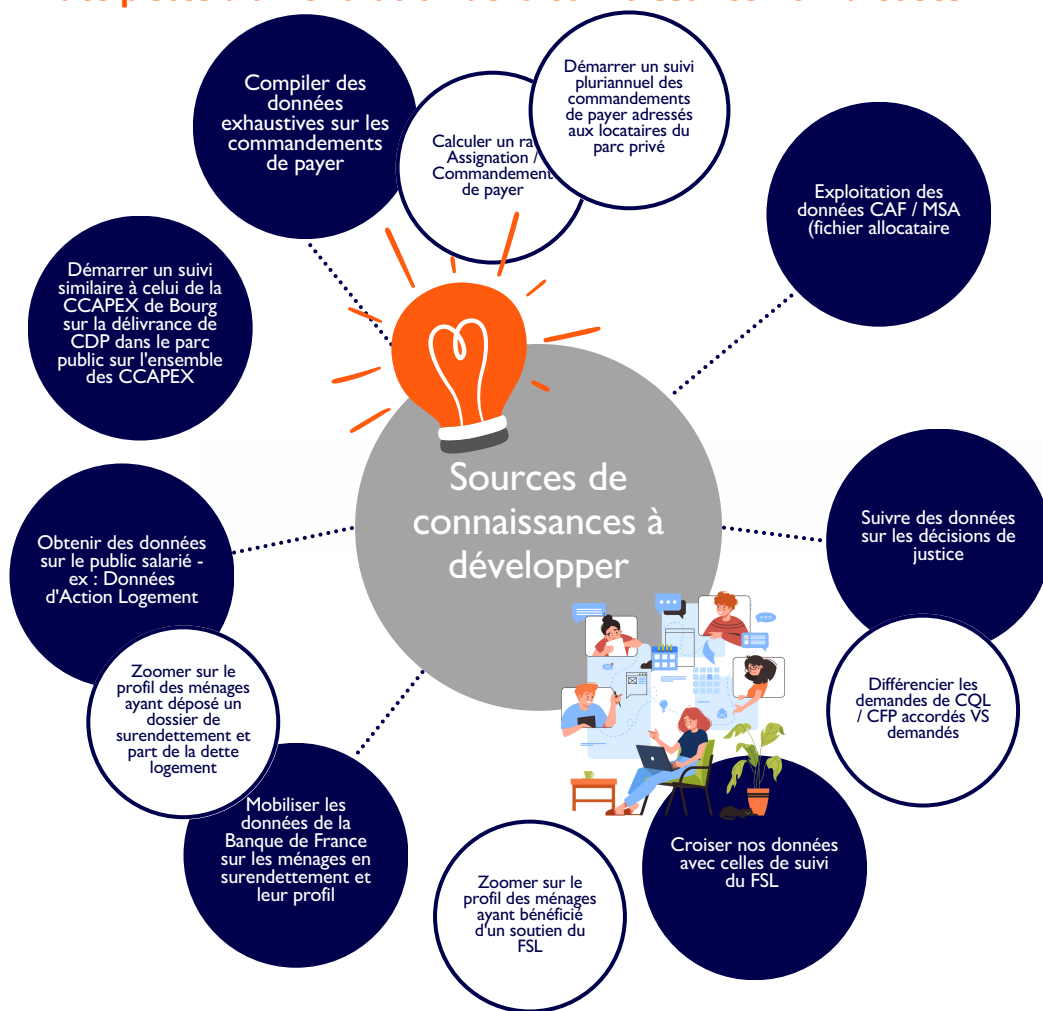 Compiler des
données
exhaustives sur les
commandements
de payer
Calculer un
Assignation /
Commandement
de payer
Démarrer un suivi
pluriannuel des
commandements
de payer adressés
aux locataires du
parc privé
Exploitation des
données CAF / MSA
(fichier allocataire
Démarrer un suivi
similaire à celui de la
CCAPEX de Bourg
sur la délivrance de
CDP dans le parc
public sur l'ensemble
des CCAPEX
Sources de
connaissances à
développer
Obtenir des données
sur le public salarié -
ex : Données
d'Action Logement
Suivre des données
sur les décisions de
justice
Zoomer sur le
profil des ménages
ayant déposé un
dossier de
surendettement et
part de la dette
logement
Différencier les
demandes de CQL
/ CFP accordés VS
demandés
Mobiliser les
données de la
Banque de France
sur les ménages en
surendettement et
leur profil
Zoomer sur le
profil des ménages
ayant bénéficié
d'un soutien du
FSL
Croiser nos données
avec celles de suivi
du FSL